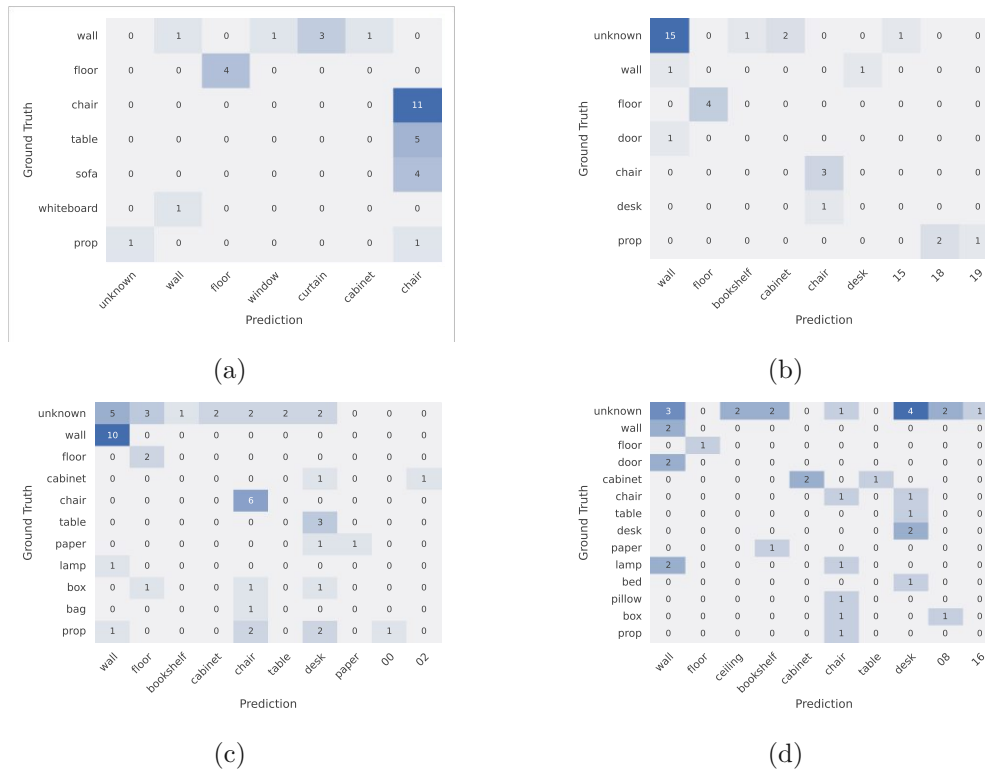 Ground Truth
wall 0 1 0 1 3 1 0
floor 0 0 4 0 0 0 0
chair 0 0 0 0 0 0 11
table 0 0 0 0 0 0 5
sofa 0 0 0 0 0 0 4
whiteboard 0 1 0 0 0 0 0
prop 1 0 0 0 0 0 1
unknown wall floor window curtain cabinet chair
Prediction
(a)
Ground Truth
unknown 15 0 1 2 0 0 1 0 0
wall 1 0 0 0 0 1 0 0 0
floor 0 4 0 0 0 0 0 0 0
door 1 0 0 0 0 0 0 0 0
chair 0 0 0 0 3 0 0 0 0
desk 0 0 0 0 1 0 0 0 0
prop 0 0 0 0 0 0 0 2 1
wall floor bookshelf cabinet chair desk 15 18 19
Prediction
(b)
Ground Truth
unknown 5 3 1 2 2 2 2 0 0 0
wall 10 0 0 0 0 0 0 0 0 0
floor 0 2 0 0 0 0 0 0 0 0
cabinet 0 0 0 0 0 0 1 0 0 1
chair 0 0 0 0 6 0 0 0 0 0
table 0 0 0 0 0 0 3 0 0 0
paper 0 0 0 0 0 0 1 1 0 0
lamp 1 0 0 0 0 0 0 0 0 0
box 0 1 0 0 1 0 1 0 0 0
bag 0 0 0 0 1 0 0 0 0 0
prop 1 0 0 0 2 0 2 0 1 0
wall floor bookshelf cabinet chair table desk paper 00 02
Prediction
(c)
Ground Truth
unknown 3 0 2 2 0 1 0 4 2 1
wall 2 0 0 0 0 0 0 0 0 0
floor 0 1 0 0 0 0 0 0 0 0
door 2 0 0 0 0 0 0 0 0 0
cabinet 0 0 0 0 2 0 1 0 0 0
chair 0 0 0 0 0 1 0 1 0 0
table 0 0 0 0 0 0 0 1 0 0
desk 0 0 0 0 0 0 0 2 0 0
paper 0 0 0 1 0 0 0 0 0 0
lamp 2 0 0 0 0 1 0 0 0 0
bed 0 0 0 0 0 0 0 1 0 0
pillow 0 0 0 0 0 1 0 0 0 0
box 0 0 0 0 0 1 0 0 1 0
prop 0 0 0 0 0 1 0 0 0 0
wall floor ceiling bookshelf cabinet chair table desk 08 16
Prediction
(d)